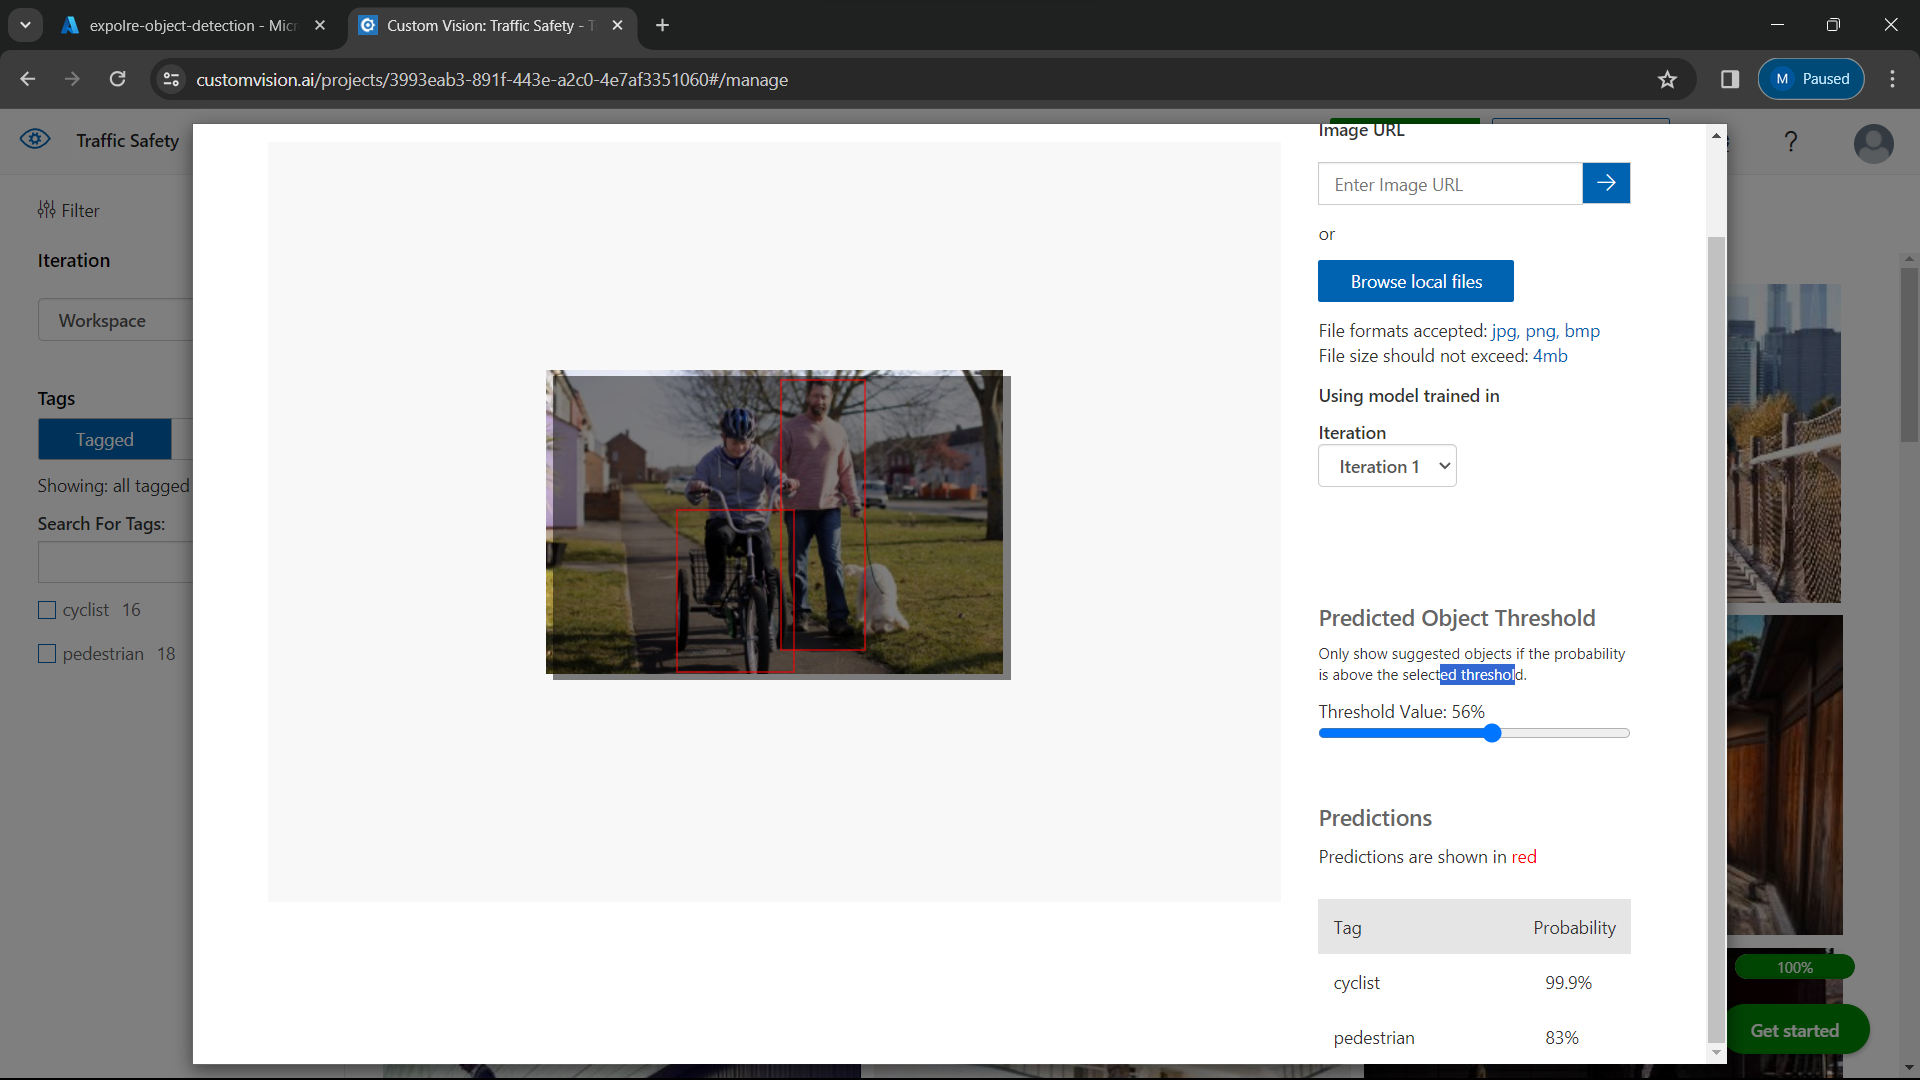 expolre-object-detection - Micr
Custom Vision: Traffic Safety - T
customvision.ai/projects/3993eab3-891f-443e-a2c0-4e7af3351060#/manage
M Paused
Traffic Safety
?
Filter
Iteration
Workspace
Tags
Tagged
Showing: all tagged
Search For Tags:
cyclist 16
pedestrian 18
Image URL
Enter Image URL
or
Browse local files
File formats accepted: jpg, png, bmp
File size should not exceed: 4mb
Using model trained in
Iteration
Iteration 1
Predicted Object Threshold
Only show suggested objects if the probability
is above the selected threshold.
Threshold Value: 56%
Predictions
Predictions are shown in red
Tag Probability
cyclist 99.9%
pedestrian 83%
100%
Get started